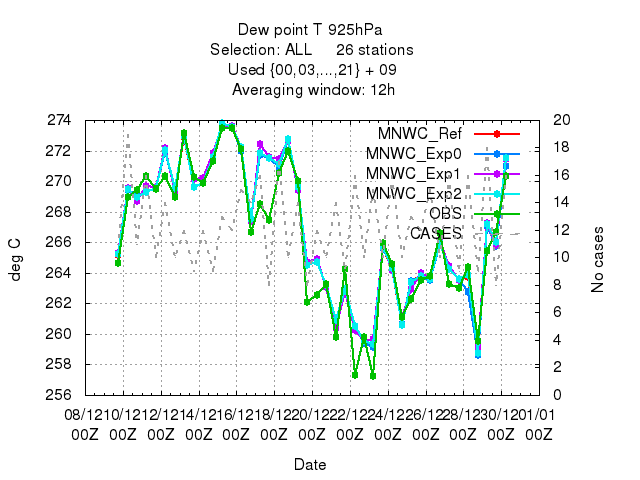 Dew point T 925hPa
Selection: ALL 26 stations
Used {00,03,...,21} + 09
Averaging window: 12h
274
272
270
268
266
264
262
260
258
256
deg C
20
18
16
14
12
10
8
6
4
2
0
No cases
MNWC_Ref
MNWC_Exp0
MNWC_Exp1
MNWC_Exp2
OBS
CASES
08/12 10/12 12/12 14/12 16/12 18/12 20/12 22/12 24/12 26/12 28/12 30/12 01/01
00Z 00Z 00Z 00Z 00Z 00Z 00Z 00Z 00Z 00Z 00Z 00Z 00Z
Date